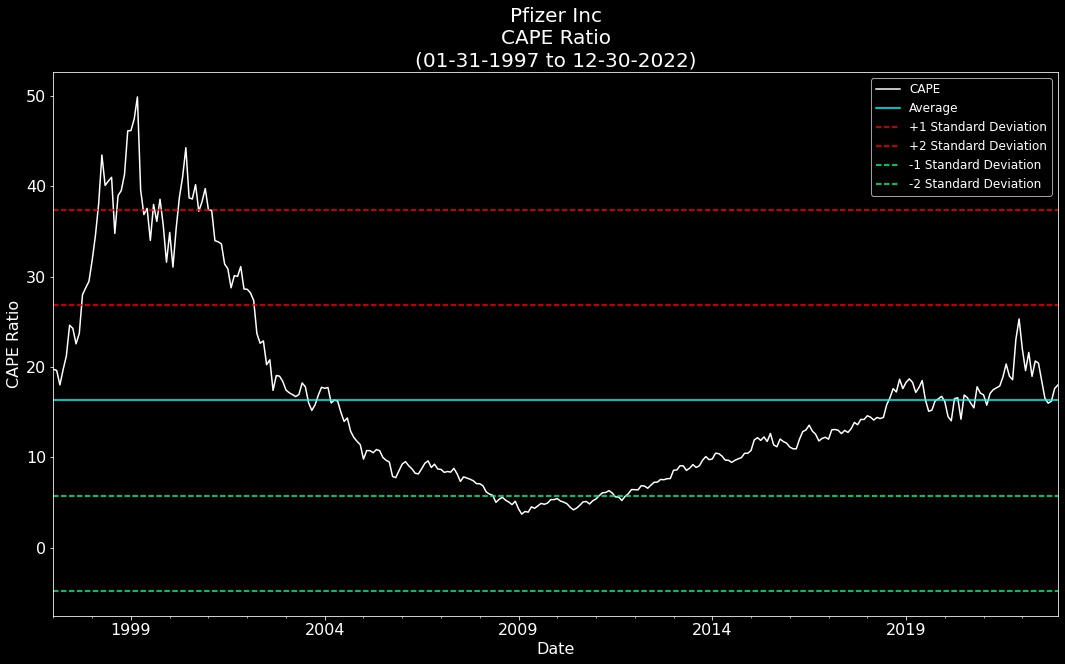 Pfizer Inc
CAPE Ratio
(01-31-1997 to 12-30-2022)
CAPE
Average
+1 Standard Deviation
+2 Standard Deviation
-1 Standard Deviation
-2 Standard Deviation
CAPE Ratio
50
40
30
20
10
0
1999
2004
2009
2014
2019
Date